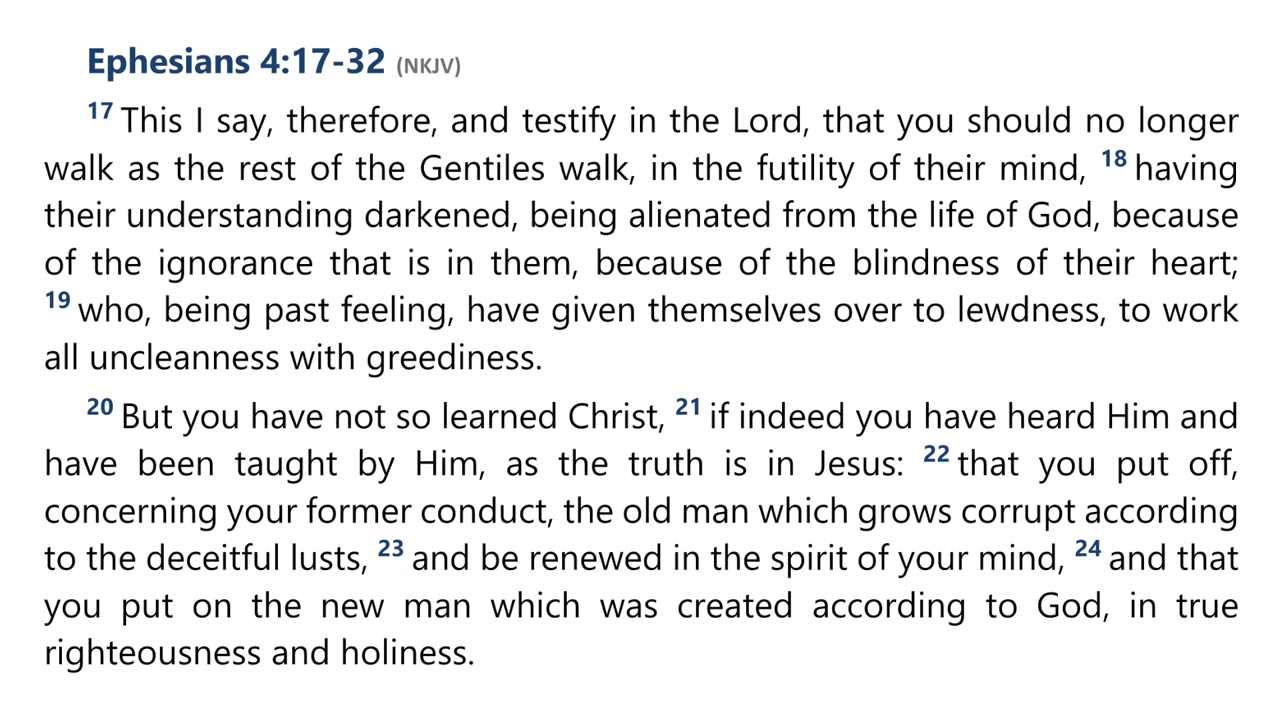 Ephesians 4:17-32 (NKJV)
17 This I say, therefore, and testify in the Lord, that you should no longer
walk as the rest of the Gentiles walk, in the futility of their mind, 18 having
their understanding darkened, being alienated from the life of God, because
of the ignorance that is in them, because of the blindness of their heart;
19 who, being past feeling, have given themselves over to lewdness, to work
all uncleanness with greediness.
20 But you have not so learned Christ, 21 if indeed you have heard Him and
have been taught by Him, as the truth is in Jesus: 22 that you put off,
concerning your former conduct, the old man which grows corrupt according
to the deceitful lusts, 23 and be renewed in the spirit of your mind, 24 and that
you put on the new man which was created according to God, in true
righteousness and holiness.